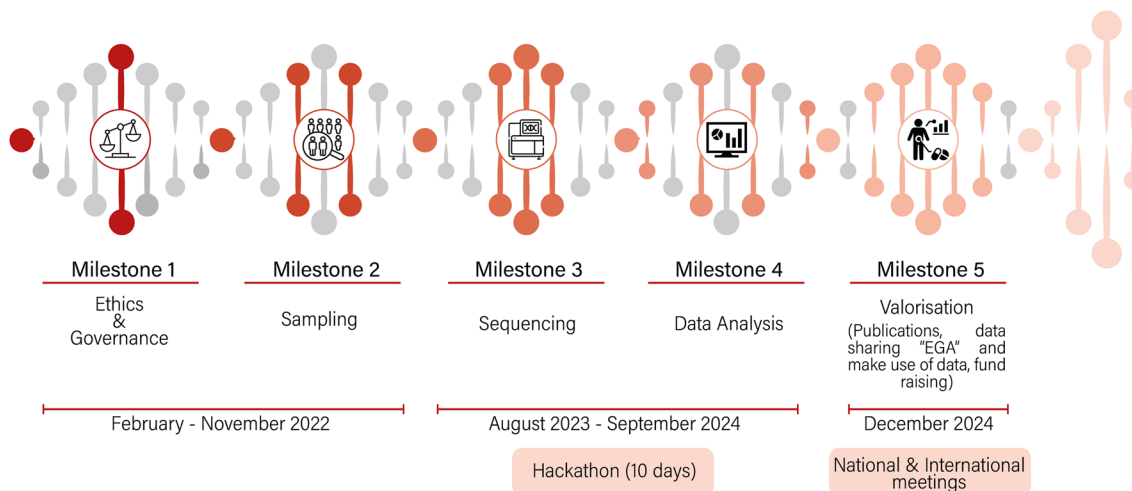 Milestone 1
Ethics
&
Governance
Milestone 2
Sampling
Milestone 3
Sequencing
Milestone 4
Data Analysis
Milestone 5
Valorisation
(Publications, data
sharing "EGA" and
make use of data, fund
raising)
February - November 2022
August 2023 - September 2024
December 2024
Hackathon (10 days)
National & International
meetings